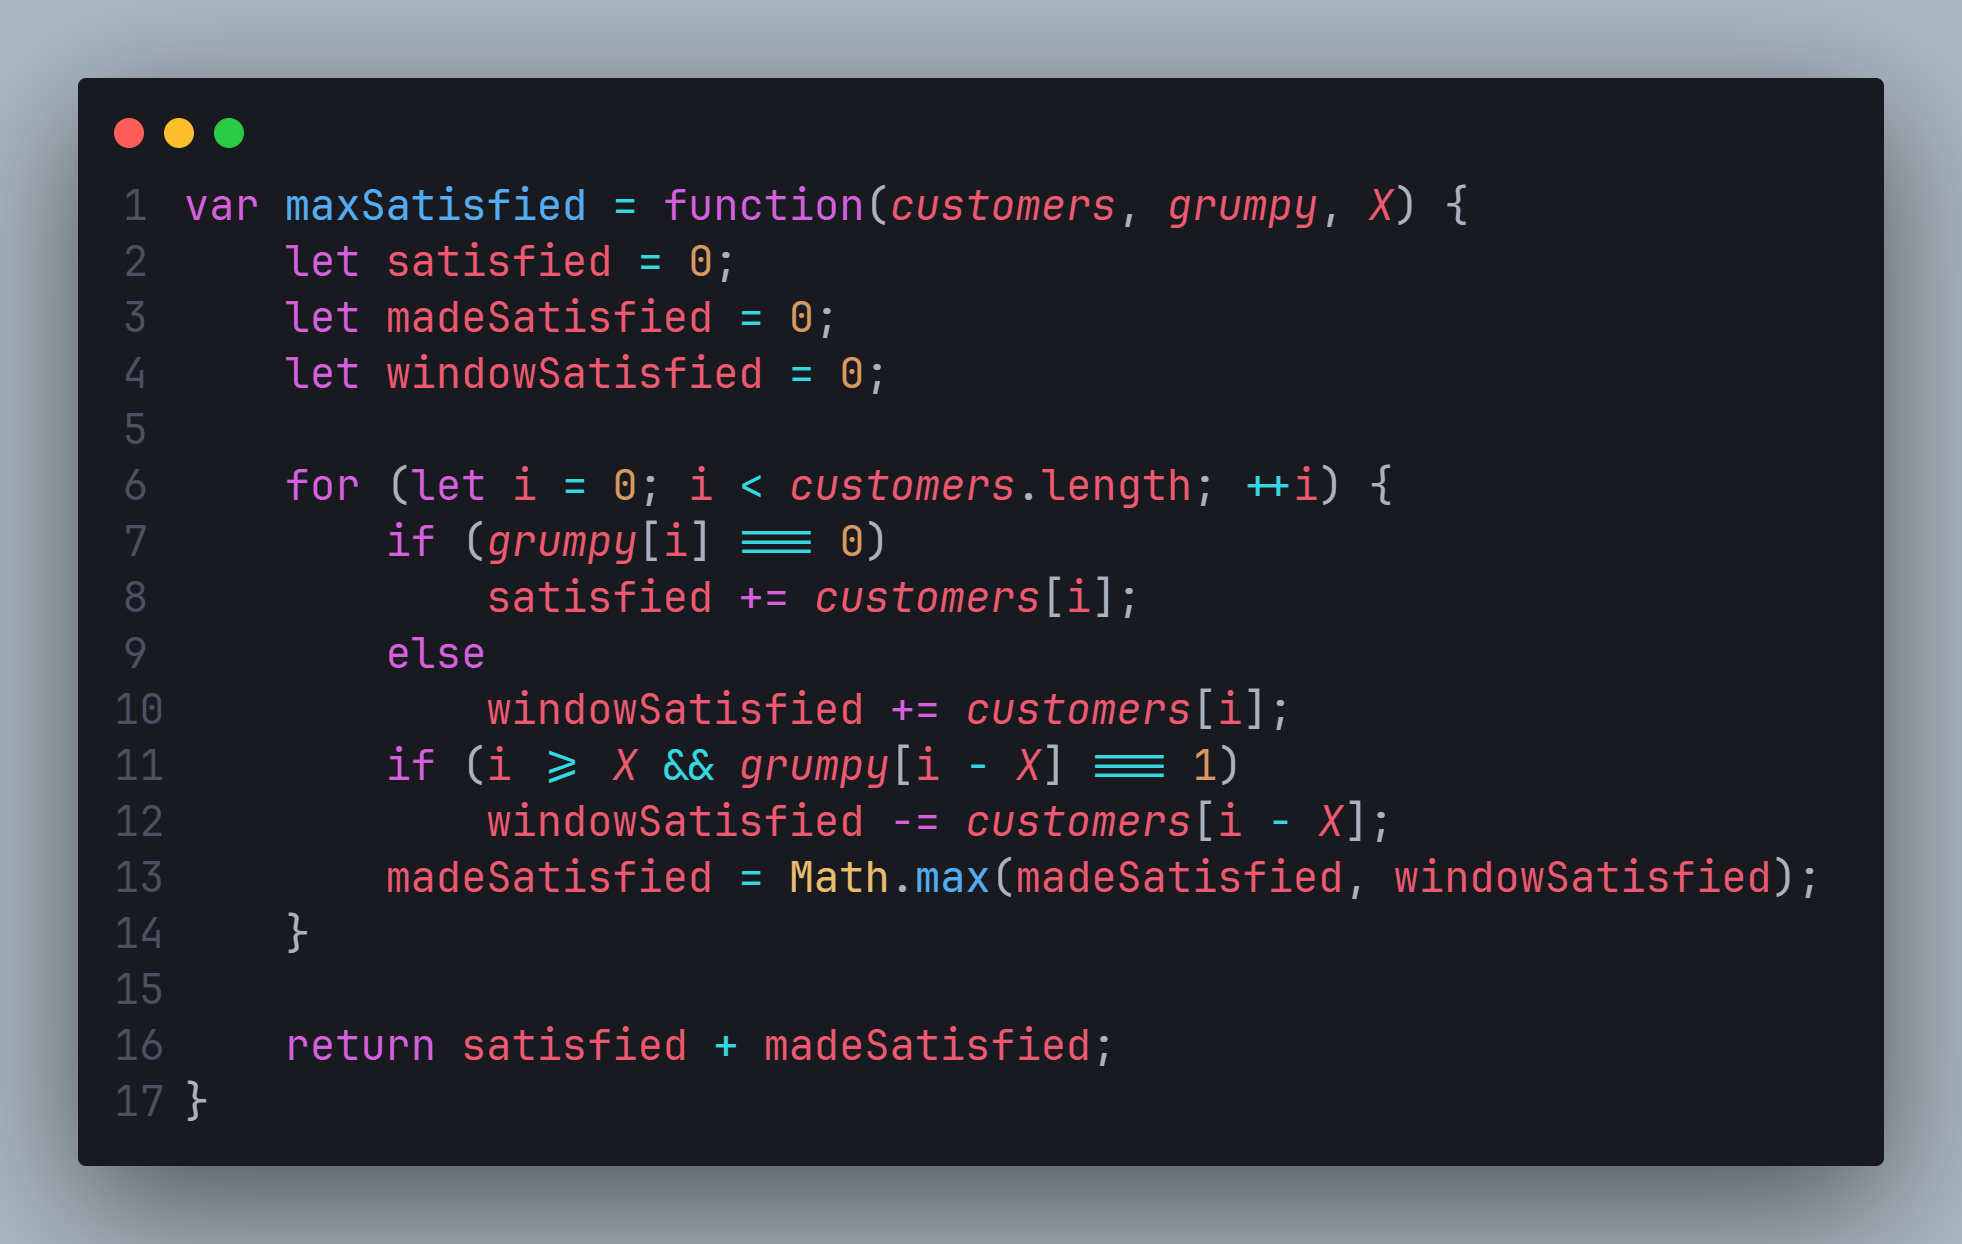 1 var maxSatisfied = function(customers, grumpy, X) {
2     let satisfied = 0;
3     let madeSatisfied = 0;
4     let windowSatisfied = 0;
5
6     for (let i = 0; i < customers.length; ++i) {
7         if (grumpy[i] === 0)
8             satisfied += customers[i];
9         else
10             windowSatisfied += customers[i];
11         if (i >= X && grumpy[i - X] === 1)
12             windowSatisfied -= customers[i - X];
13         madeSatisfied = Math.max(madeSatisfied, windowSatisfied);
14     }
15
16     return satisfied + madeSatisfied;
17 }